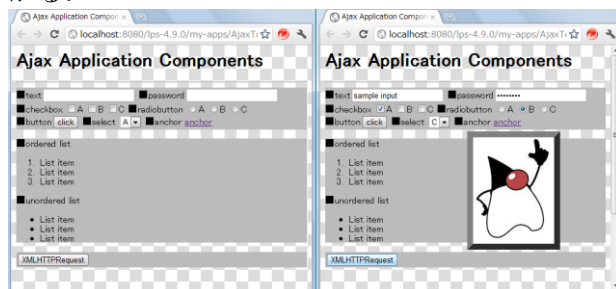 Ajax Application Compon ×
localhost:8080/lps-4.9.0/my-apps/AjaxTe
Ajax Application Components
■text ■password
■checkbox A B C ■radiobutton A B C
■button click ■select A ■anchor anchor
■ordered list
1. List item
2. List item
3. List item
■unordered list
• List item
• List item
• List item
XMLHTTPRequest
Ajax Application Compon ×
localhost:8080/lps-4.9.0/my-apps/AjaxTe
Ajax Application Components
■text sample input ■password ••••••••
■checkbox A B C ■radiobutton A B C
■button click ■select C ■anchor anchor
■ordered list
1. List item
2. List item
3. List item
■unordered list
• List item
• List item
• List item
XMLHTTPRequest